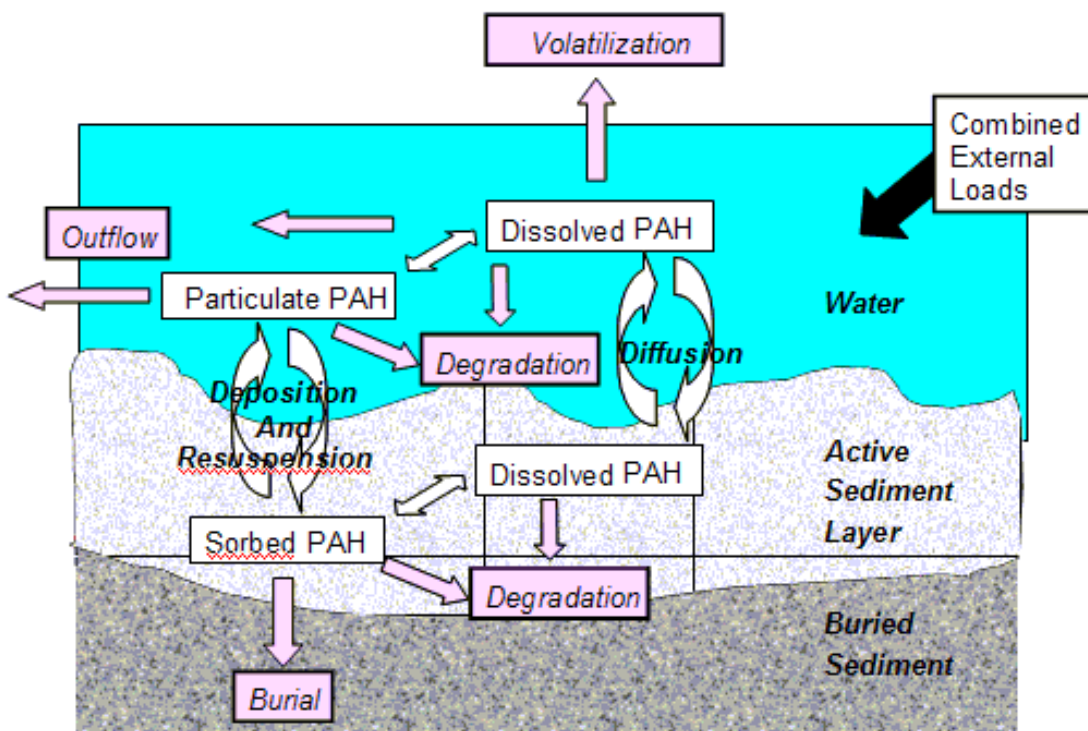 Volatilization
Combined
External
Loads
Dissolved PAH
Outflow
Particulate PAH
Water
Degradation
Diffusion
Deposition
And
Resuspension
Dissolved PAH
Active
Sediment
Layer
Sorbed PAH
Degradation
Buried
Sediment
Burial